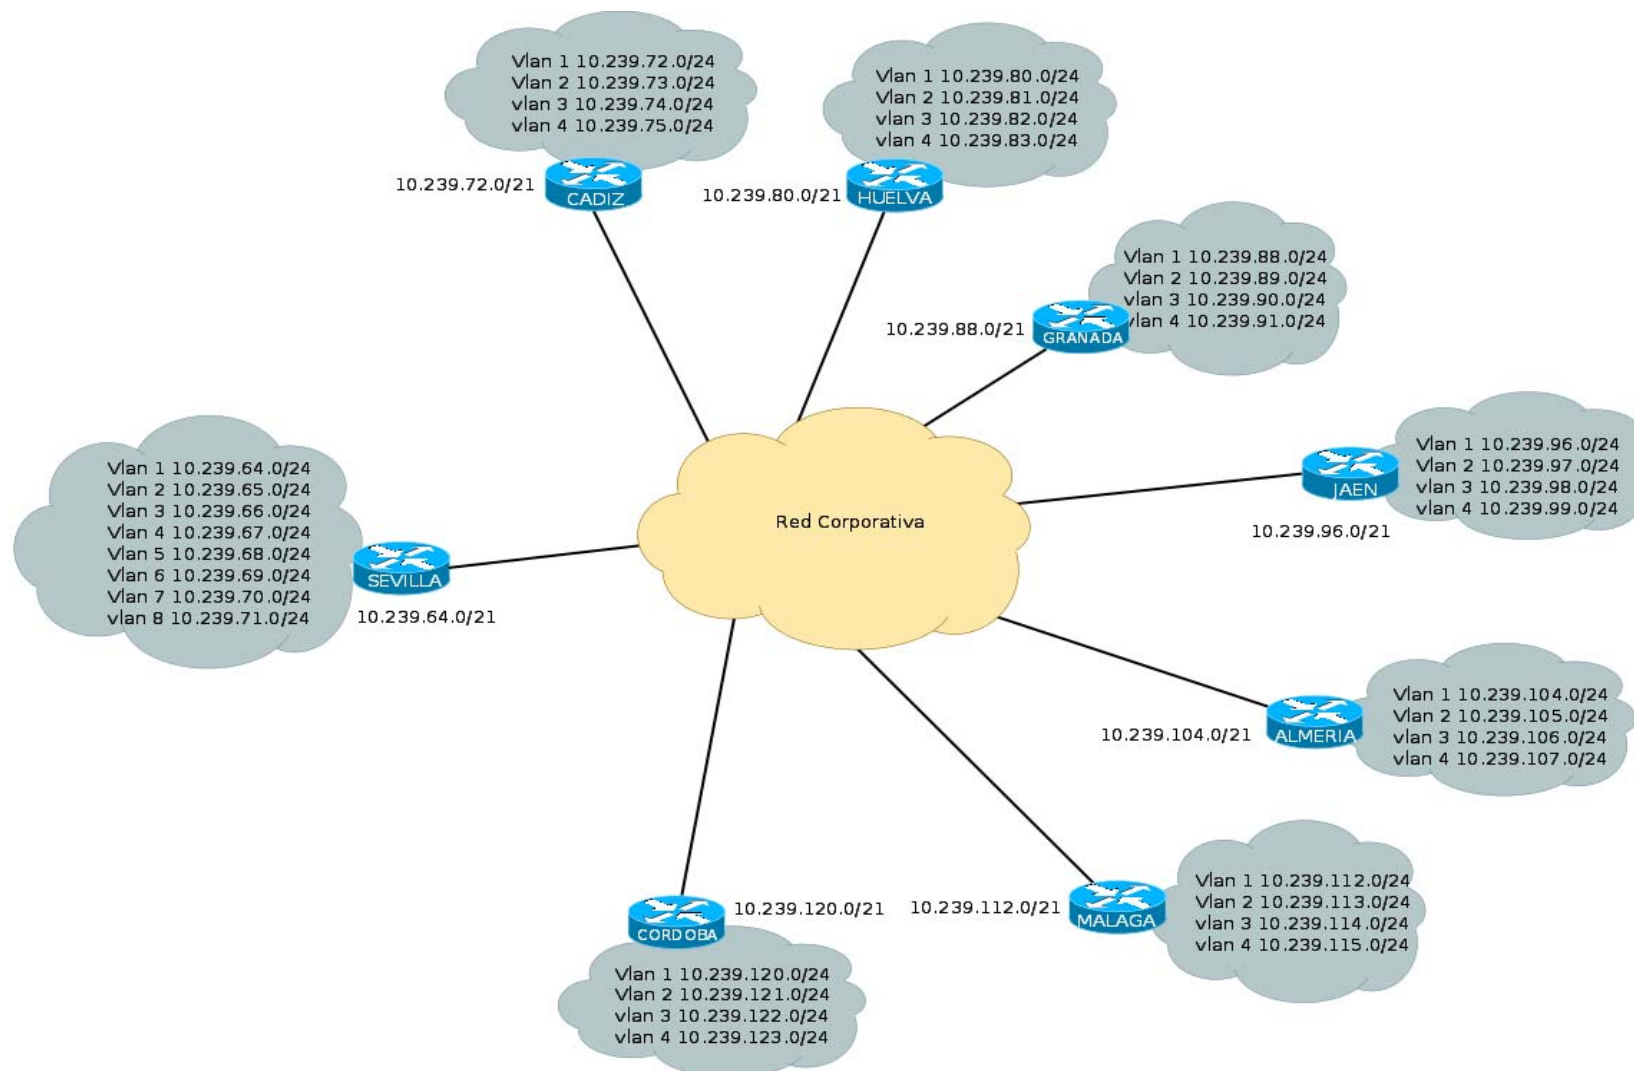 Vlan 1 10.239.72.0/24
Vlan 2 10.239.73.0/24
vlan 3 10.239.74.0/24
vlan 4 10.239.75.0/24
10.239.72.0/21
CADIZ
Vlan 1 10.239.80.0/24
Vlan 2 10.239.81.0/24
vlan 3 10.239.82.0/24
vlan 4 10.239.83.0/24
10.239.80.0/21
HUELVA
Vlan 1 10.239.88.0/24
Vlan 2 10.239.89.0/24
vlan 3 10.239.90.0/24
vlan 4 10.239.91.0/24
10.239.88.0/21
GRANADA
Vlan 1 10.239.96.0/24
Vlan 2 10.239.97.0/24
vlan 3 10.239.98.0/24
vlan 4 10.239.99.0/24
JAEN
10.239.96.0/21
Red Corporativa
Vlan 1 10.239.64.0/24
Vlan 2 10.239.65.0/24
Vlan 3 10.239.66.0/24
Vlan 4 10.239.67.0/24
Vlan 5 10.239.68.0/24
Vlan 6 10.239.69.0/24
Vlan 7 10.239.70.0/24
vlan 8 10.239.71.0/24
SEVILLA
10.239.64.0/21
Vlan 1 10.239.104.0/24
Vlan 2 10.239.105.0/24
vlan 3 10.239.106.0/24
vlan 4 10.239.107.0/24
10.239.104.0/21
ALMERIA
Vlan 1 10.239.112.0/24
Vlan 2 10.239.113.0/24
vlan 3 10.239.114.0/24
vlan 4 10.239.115.0/24
10.239.112.0/21
MALAGA
10.239.120.0/21
CORDOBA
Vlan 1 10.239.120.0/24
Vlan 2 10.239.121.0/24
vlan 3 10.239.122.0/24
vlan 4 10.239.123.0/24